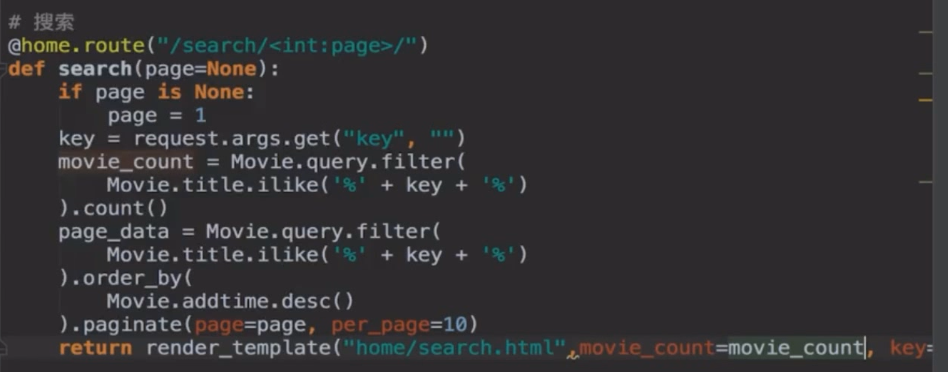 # 搜索
@home.route("/search/<int:page>/")
def search(page=None):
    if page is None:
        page = 1
    key = request.args.get("key", "")
    movie_count = Movie.query.filter(
        Movie.title.ilike('%' + key + '%')
    ).count()
    page_data = Movie.query.filter(
        Movie.title.ilike('%' + key + '%')
    ).order_by(
        Movie.addtime.desc()
    ).paginate(page=page, per_page=10)
    return render_template("home/search.html",movie_count=movie_count, key=